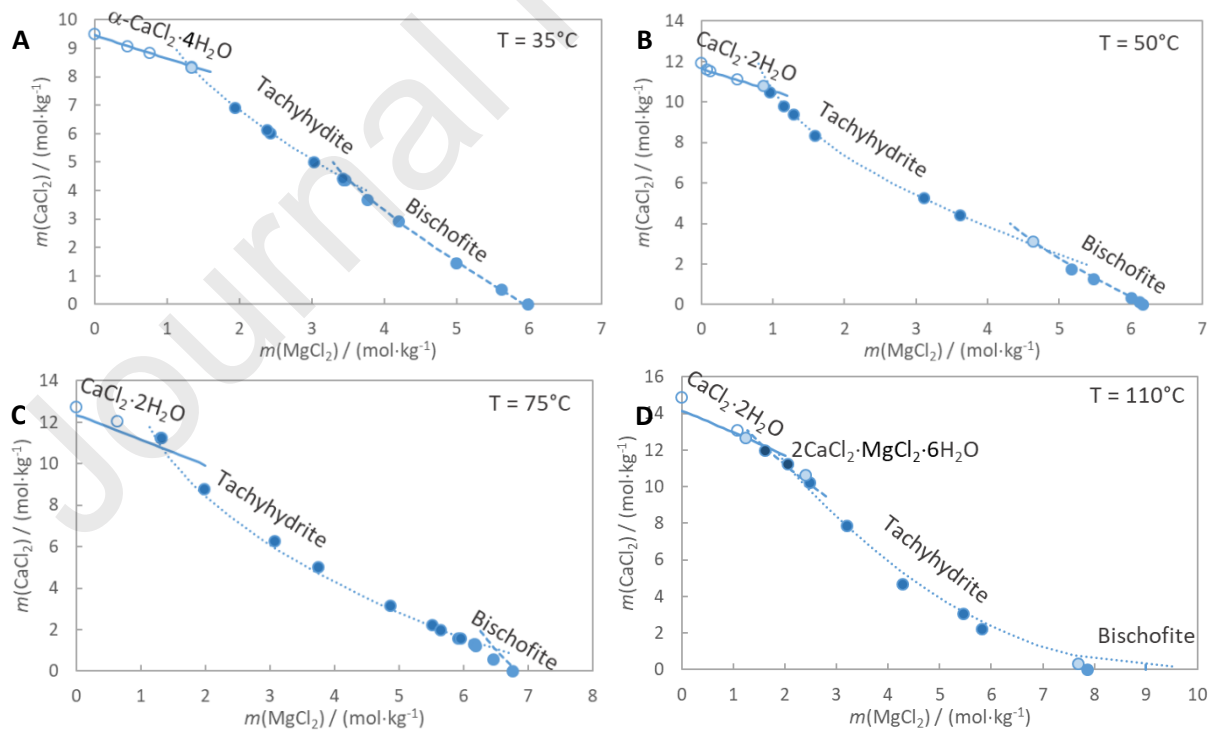 A
α-CaCl₂·4H₂O
T = 35°C
Tachyhydite
Bischofite
m(CaCl₂) / (mol·kg⁻¹)
10
9
8
7
6
5
4
3
2
1
0
0 1 2 3 4 5 6 7
m(MgCl₂) / (mol·kg⁻¹)
B
CaCl₂·2H₂O
T = 50°C
Tachyhydrite
Bischofite
m(CaCl₂) / (mol·kg⁻¹)
14
12
10
8
6
4
2
0
0 1 2 3 4 5 6 7
m(MgCl₂) / (mol·kg⁻¹)
C
CaCl₂·2H₂O
T = 75°C
Tachyhydrite
Bischofite
m(CaCl₂) / (mol·kg⁻¹)
14
12
10
8
6
4
2
0
0 1 2 3 4 5 6 7 8
m(MgCl₂) / (mol·kg⁻¹)
D
CaCl₂·2H₂O
T = 110°C
2CaCl₂·MgCl₂·6H₂O
Tachyhydrite
Bischofite
m(CaCl₂) / (mol·kg⁻¹)
16
14
12
10
8
6
4
2
0
0 1 2 3 4 5 6 7 8 9 10
m(MgCl₂) / (mol·kg⁻¹)
Journal